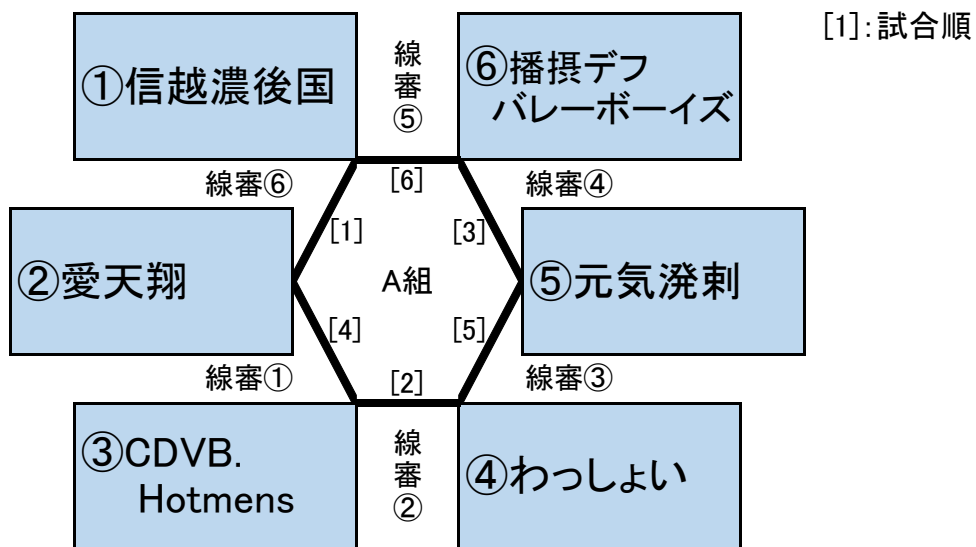 [1]:試合順
①信越濃後国
線審⑤
⑥播摂デフ
バレーボーイズ
線審⑥
[6]
線審④
[1]
[3]
②愛天翔
A組
⑤元気溌剌
[4]
[5]
線審①
[2]
線審③
③CDVB.
Hotmens
線審②
④わっしょい